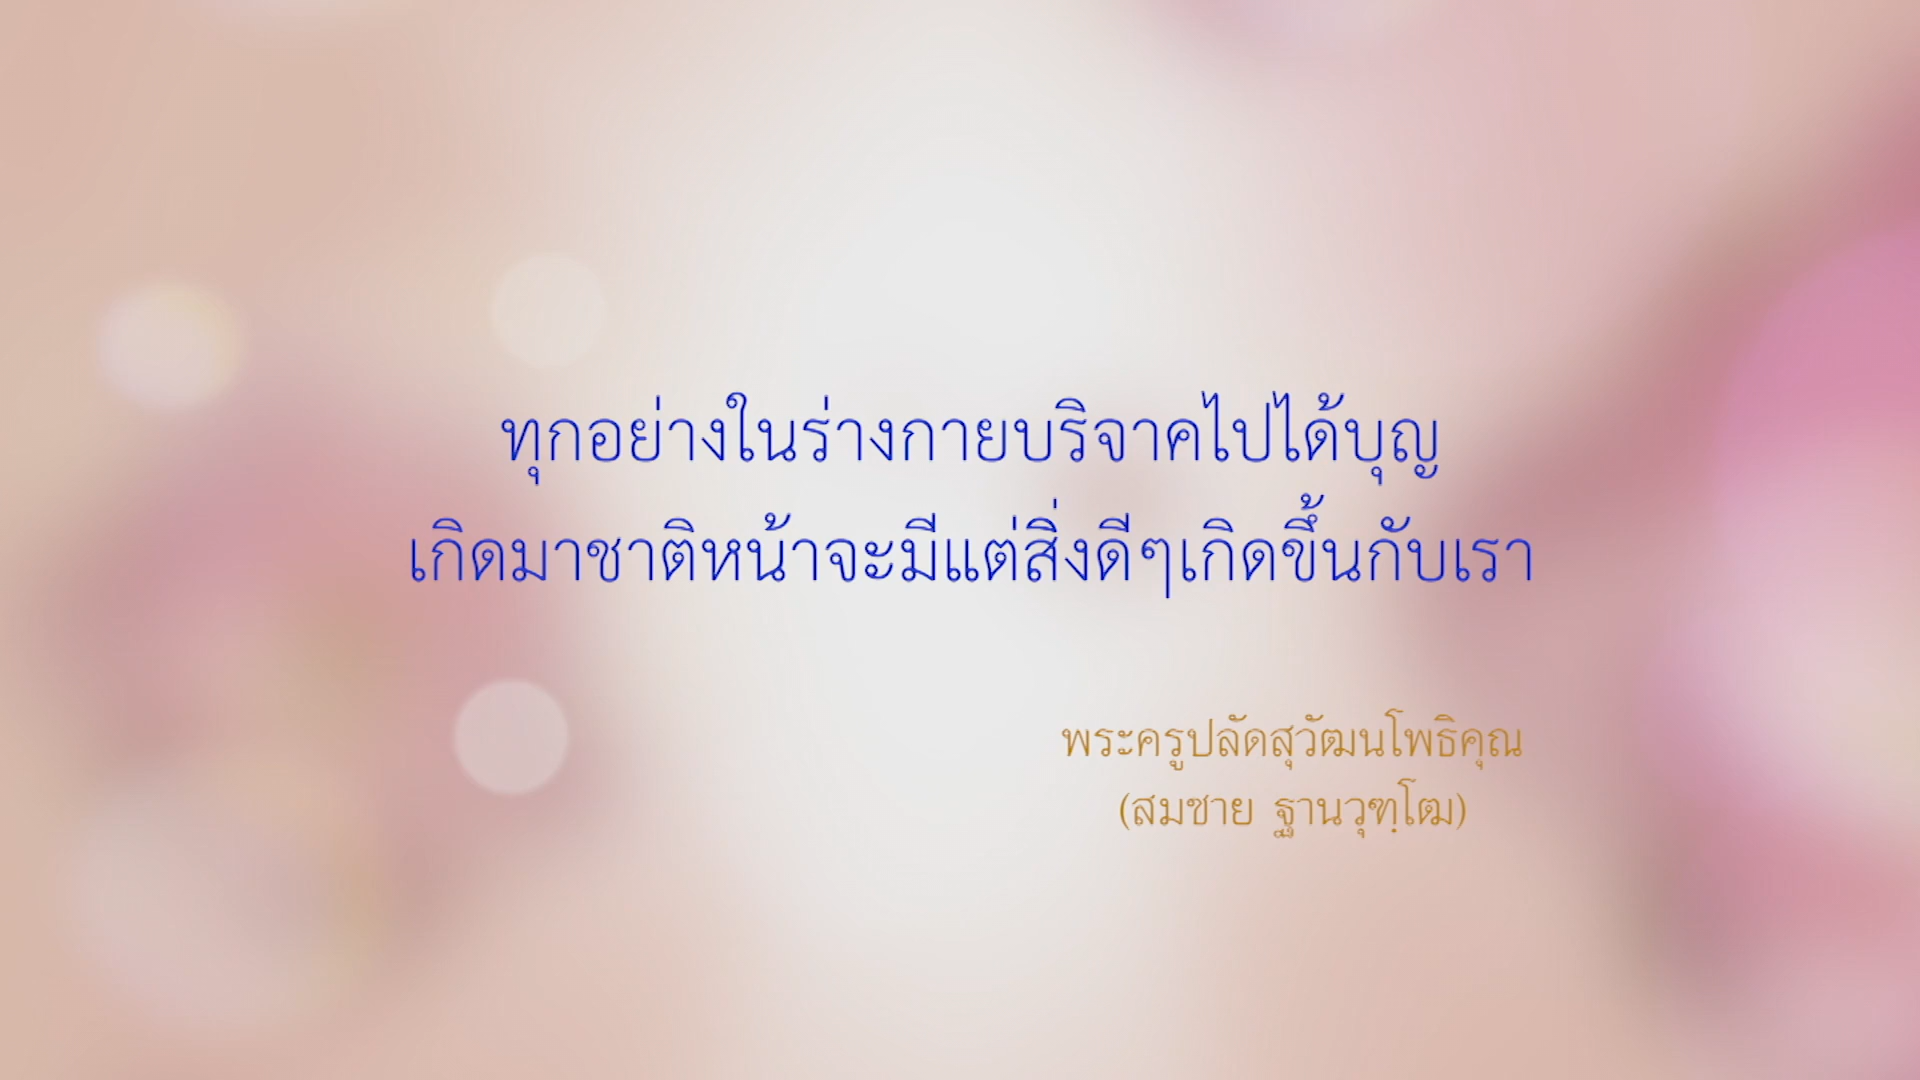 ทุกอย่างในร่างกายบริจาคไปได้บุญ
เกิดมาชาติหน้าจะมีแต่สิ่งดีๆเกิดขึ้นกับเรา
พระครูปลัดสุวัฒนโพธิคุณ
(สมชาย ฐานวุฑฺโฒ)